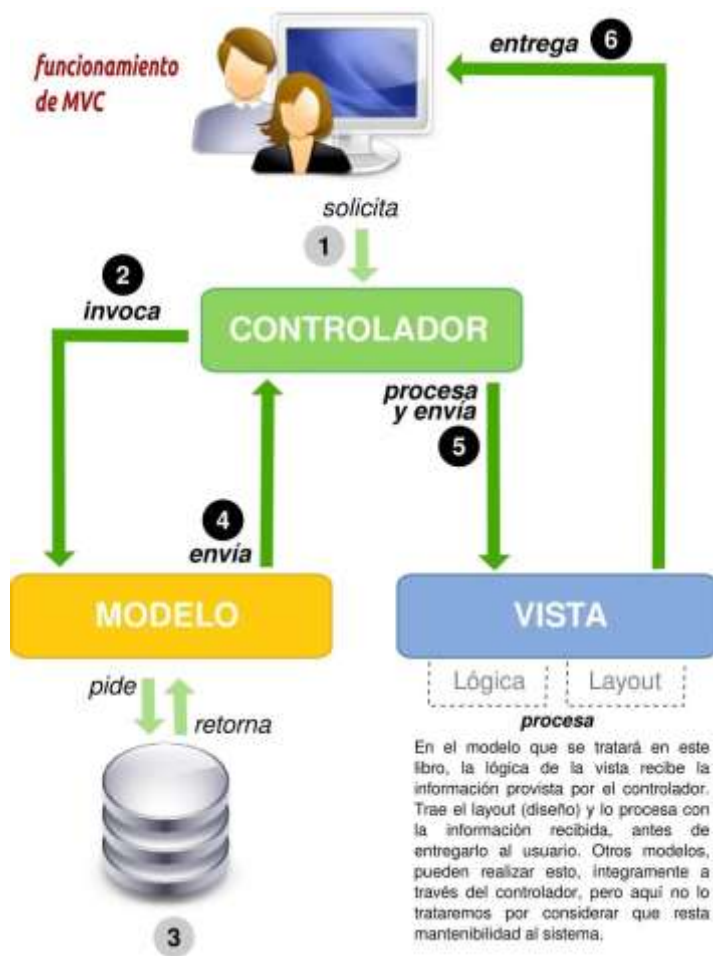 funcionamiento
de MVC
entrega 6
solicita
1
2
invoca
CONTROLADOR
procesa
y envía
5
4
envía
MODELO
VISTA
pide
retorna
Lógica
Layout
procesa
En el modelo que se tratará en este
libro, la lógica de la vista recibe la
información provista por el controlador.
Trae el layout (diseño) y lo procesa con
la información recibida, antes de
entregarlo al usuario. Otros modelos,
pueden realizar esto, integramente a
través del controlador, pero aquí no lo
trataremos por considerar que resta
mantenibilidad al sistema.
3